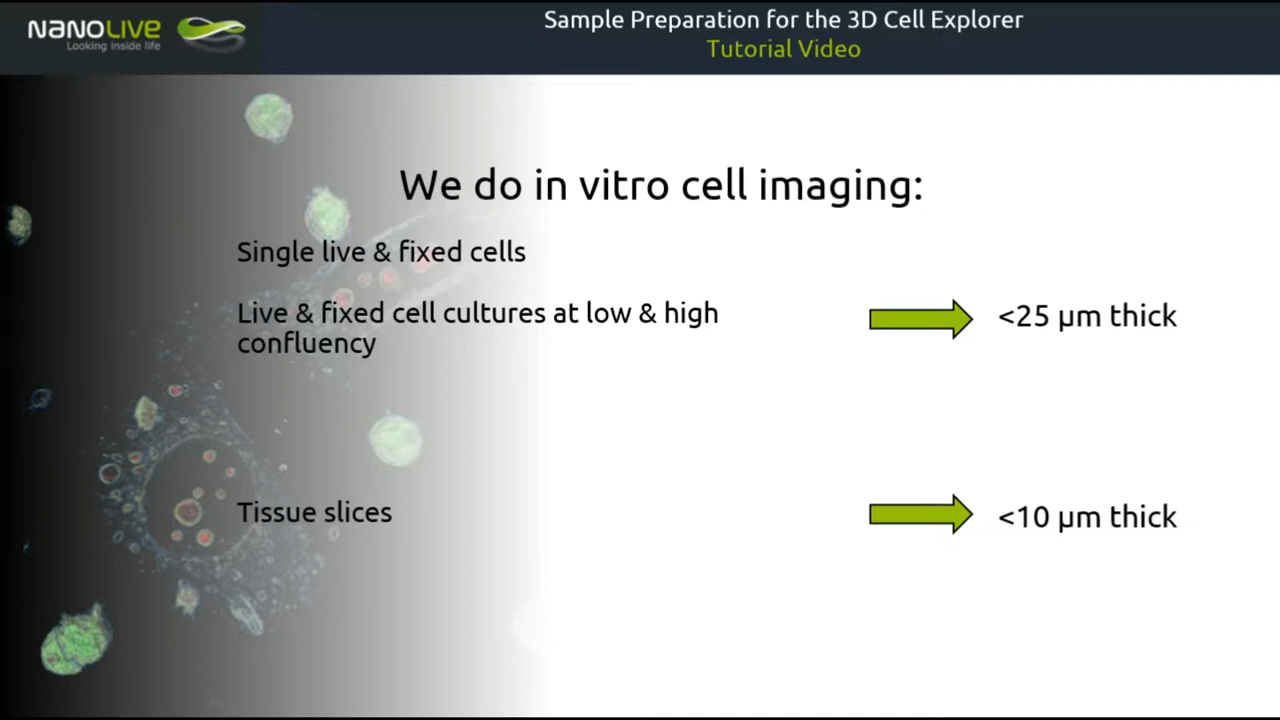 NANOLIVE
Looking inside life
Sample Preparation for the 3D Cell Explorer
Tutorial Video
We do in vitro cell imaging:
Single live & fixed cells
Live & fixed cell cultures at low & high
confluency
<25 µm thick
Tissue slices
<10 µm thick